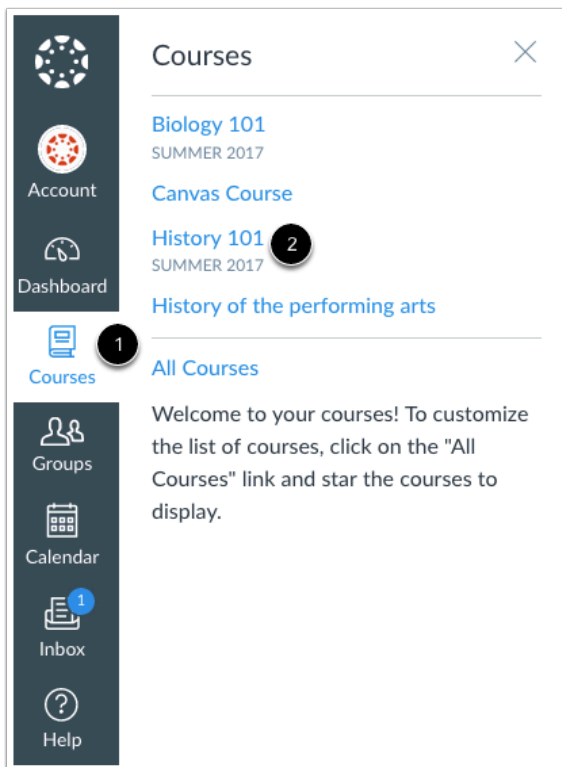 Account
Dashboard
Courses
1
Groups
Calendar
1
Inbox
Help
Courses
Biology 101
SUMMER 2017
Canvas Course
History 101
2
SUMMER 2017
History of the performing arts
All Courses
Welcome to your courses! To customize
the list of courses, click on the "All
Courses" link and star the courses to
display.